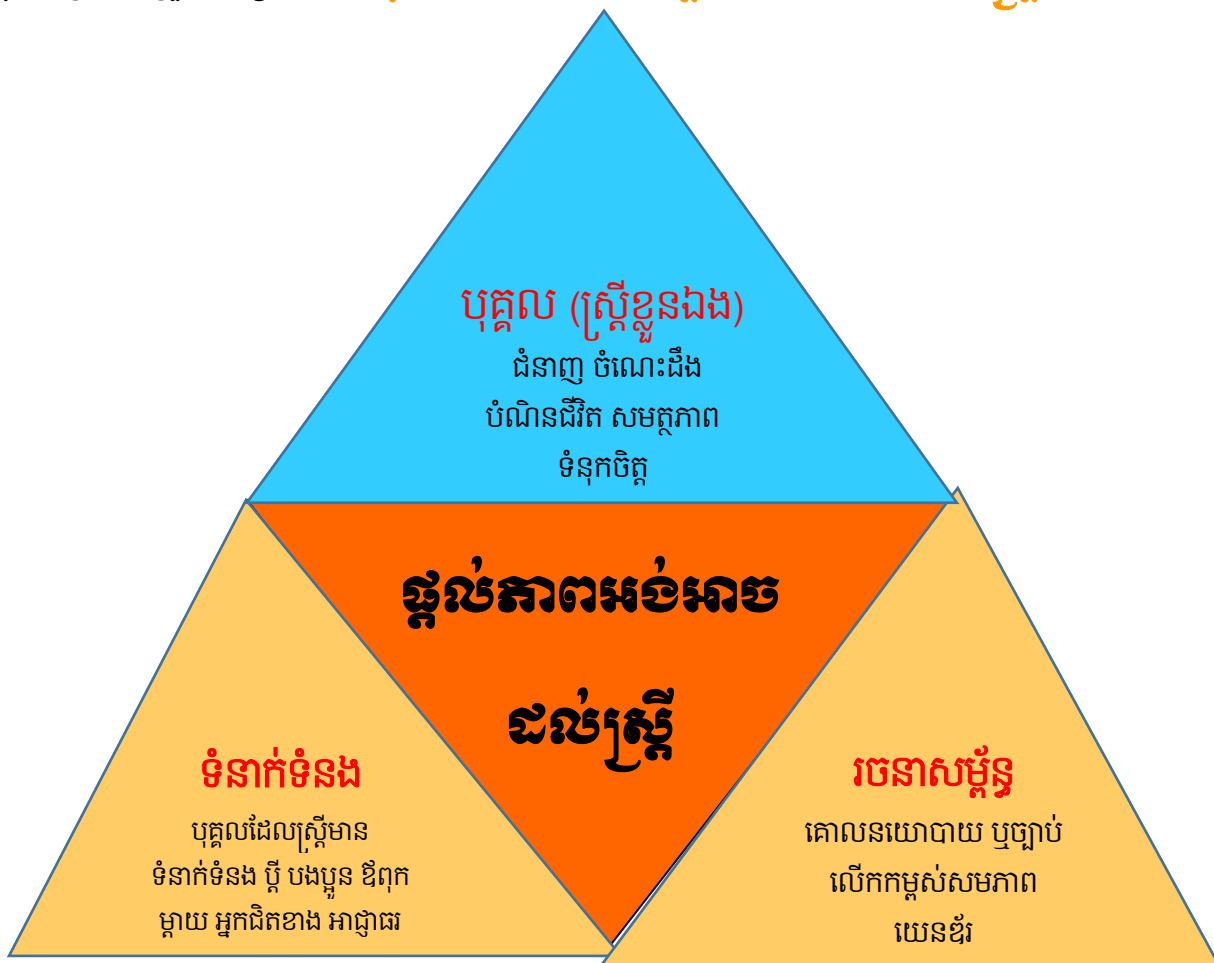 បុគ្គល (ស្ត្រីខ្លួនឯង)
ជំនាញ ចំណេះដឹង
បំណិនជីវិត សមត្ថភាព
ទំនុកចិត្ត
ផ្តល់ភាពអង់អាច
ដល់ស្ត្រី
ទំនាក់ទំនង
បុគ្គលដែលស្ត្រីមាន
ទំនាក់ទំនង ប្តី បងប្អូន ឪពុក
ម្តាយ អ្នកជិតខាង អាជ្ញាធរ
រចនាសម្ព័ន្ធ
គោលនយោបាយ ឬច្បាប់
លើកកម្ពស់សមភាព
យេនឌ័រ